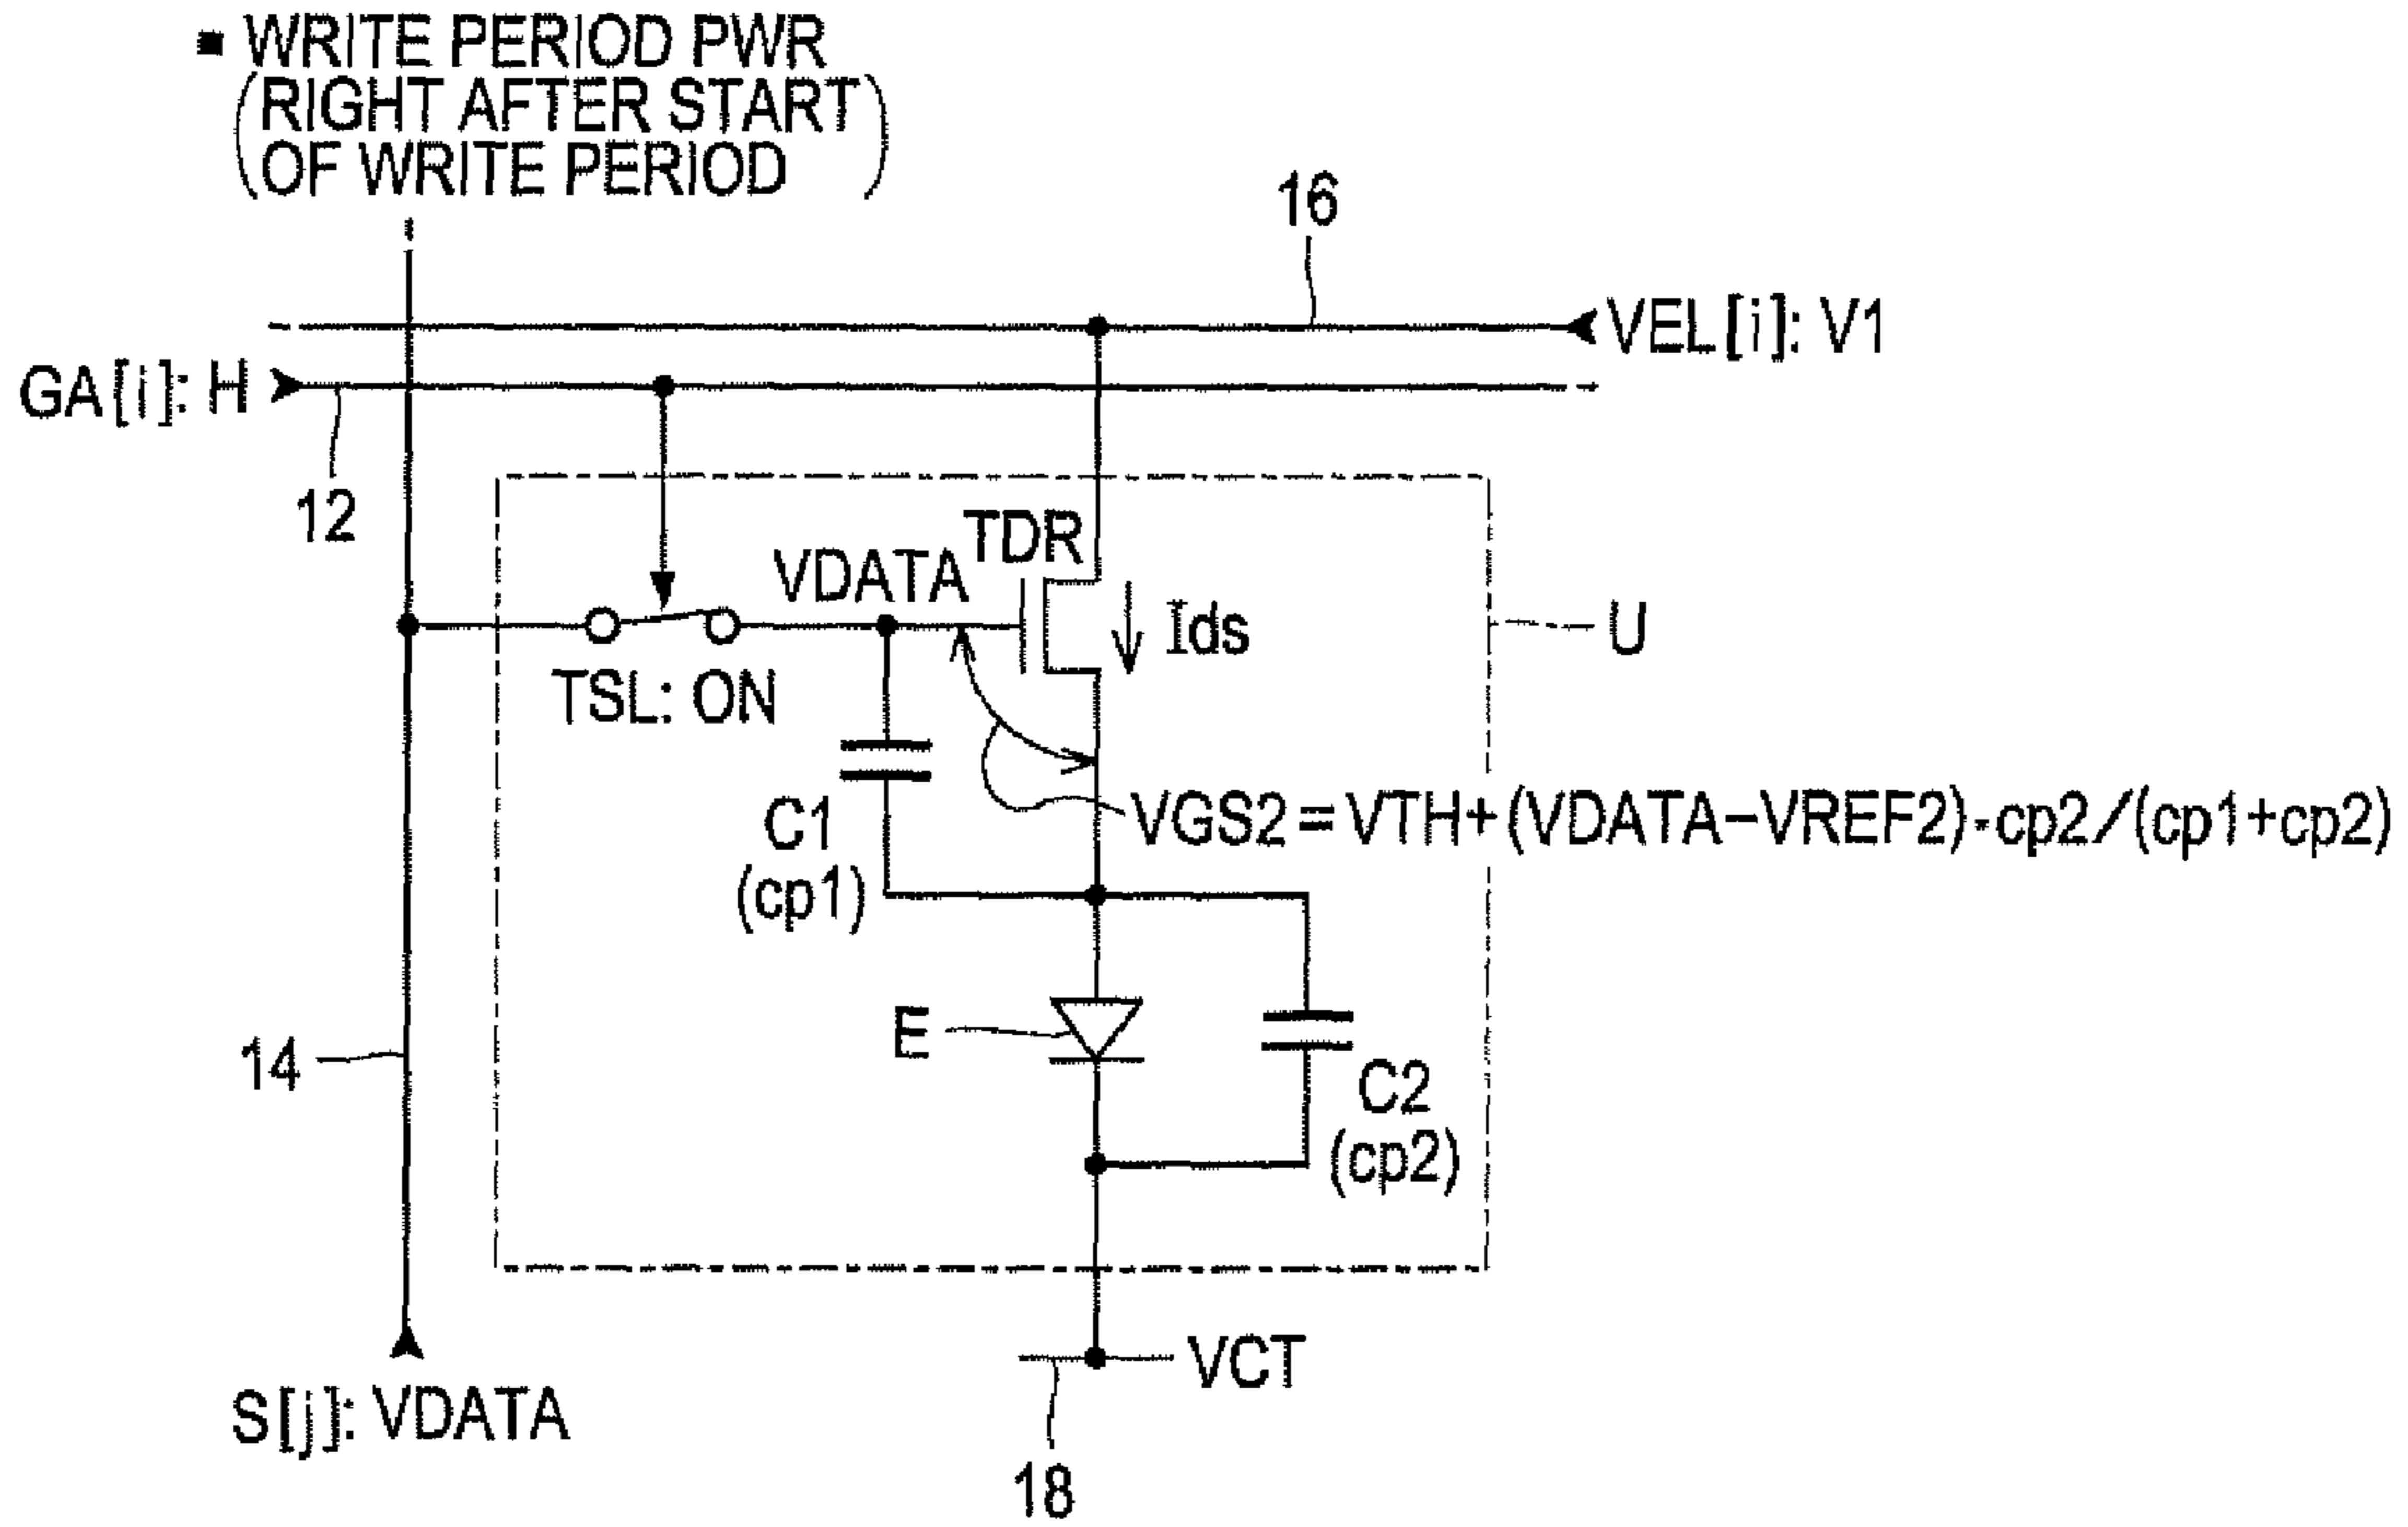 ▪ WRITE PERIOD PWR
(RIGHT AFTER START
OF WRITE PERIOD)
16
VEL[i]: V1
GA[i]: H
12
TDR
VDATA
Ids
U
TSL: ON
C1
(cp1)
VGS2=VTH+(VDATA-VREF2)·cp2/(cp1+cp2)
E
14
C2
(cp2)
VCT
S[j]: VDATA
18